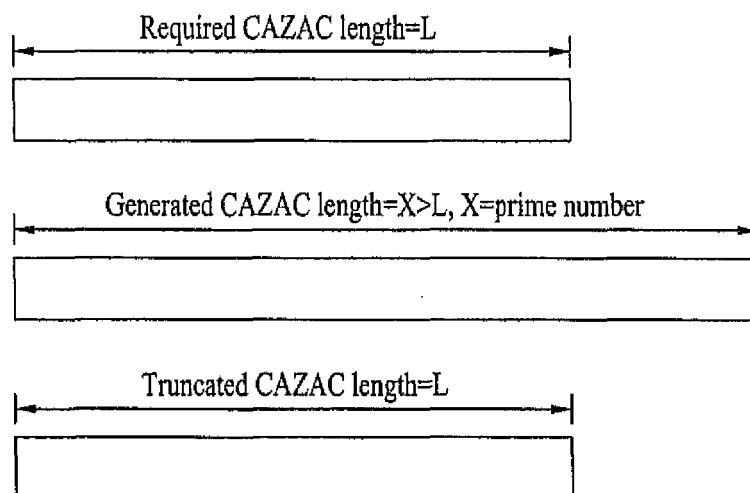 Required CAZAC length=L
Generated CAZAC length=X>L, X=prime number
Truncated CAZAC length=L